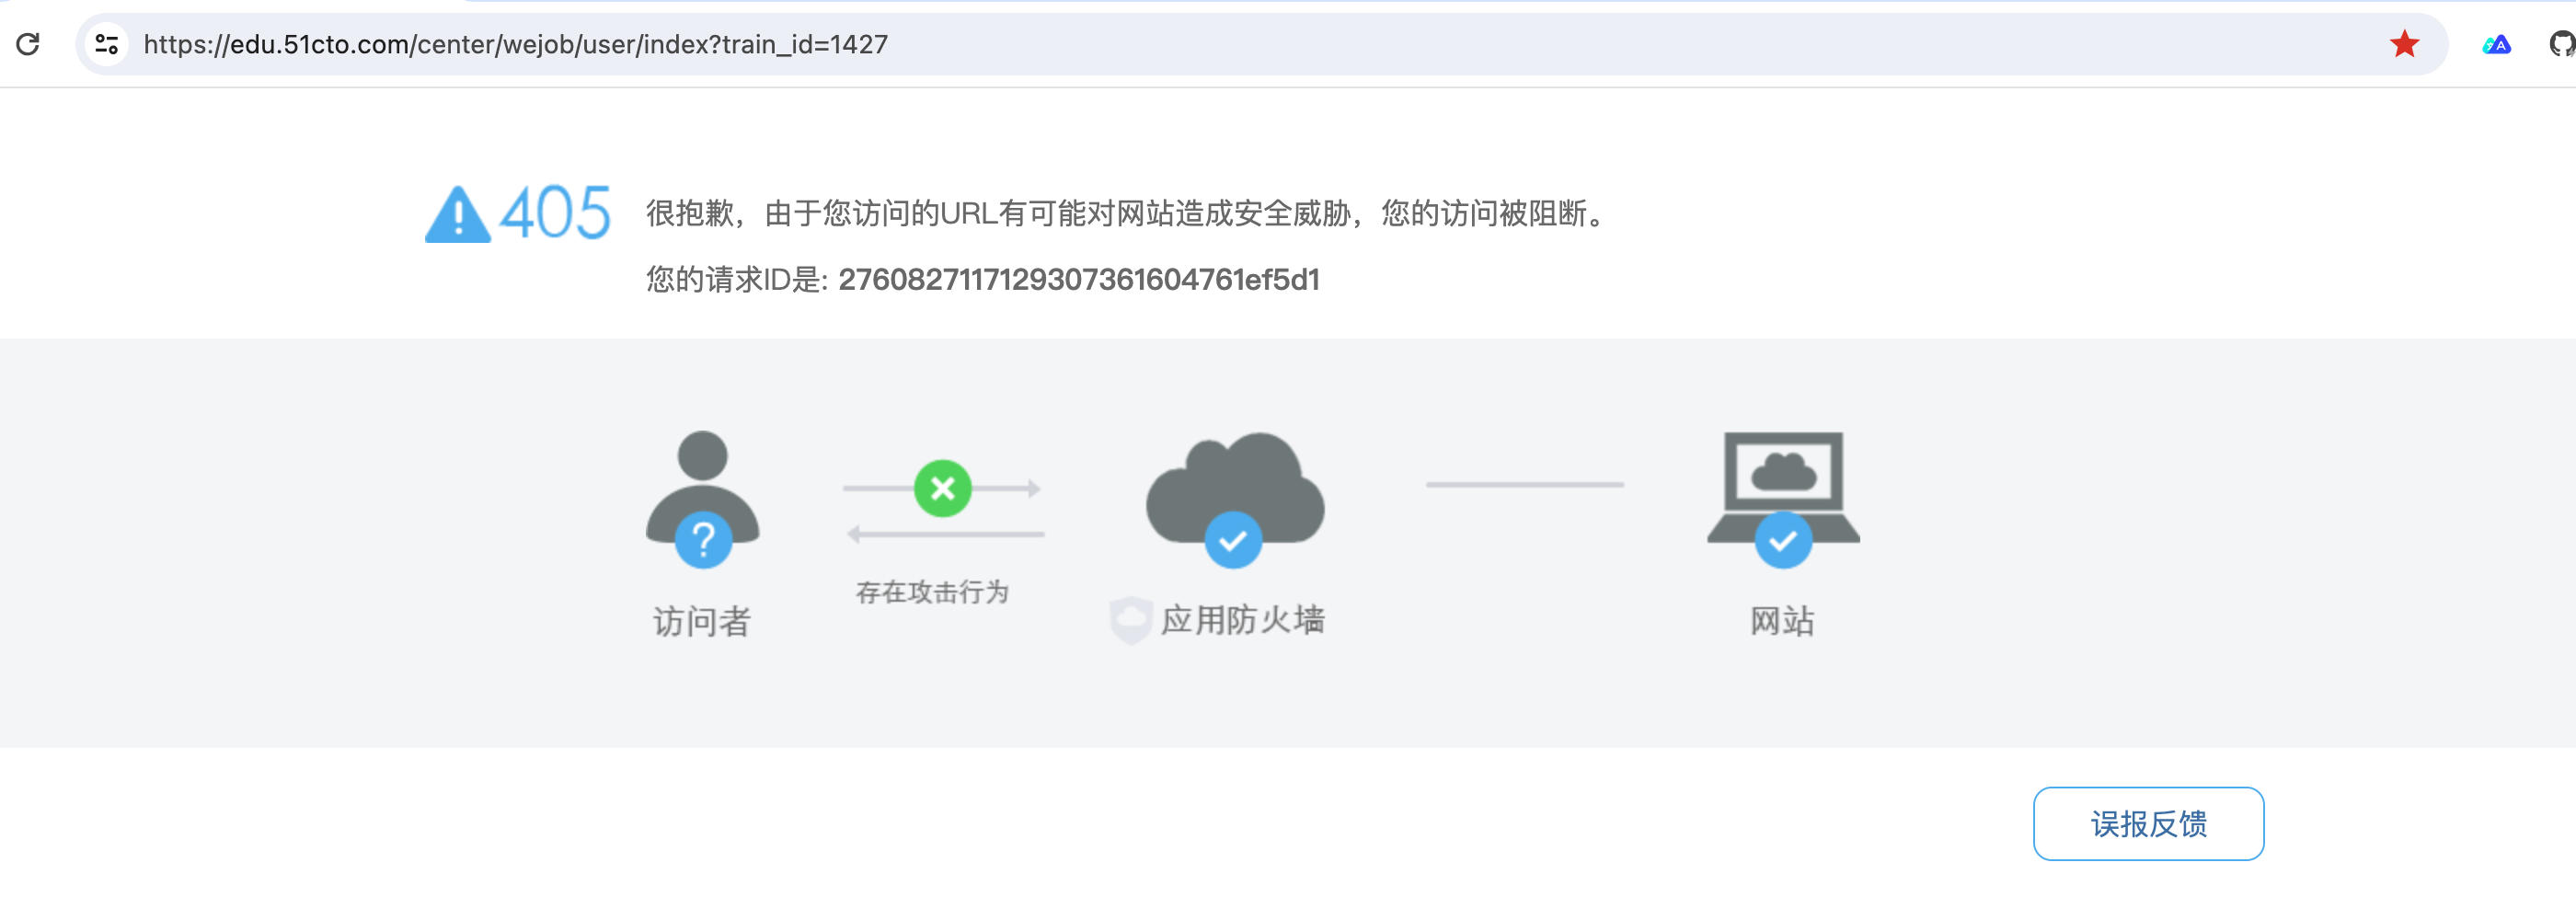 https://edu.51cto.com/center/wejob/user/index?train_id=1427
405
很抱歉，由于您访问的URL有可能对网站造成安全威胁，您的访问被阻断。
您的请求ID是: 2760827117129307361604761ef5d1
存在攻击行为
访问者
应用防火墙
网站
误报反馈